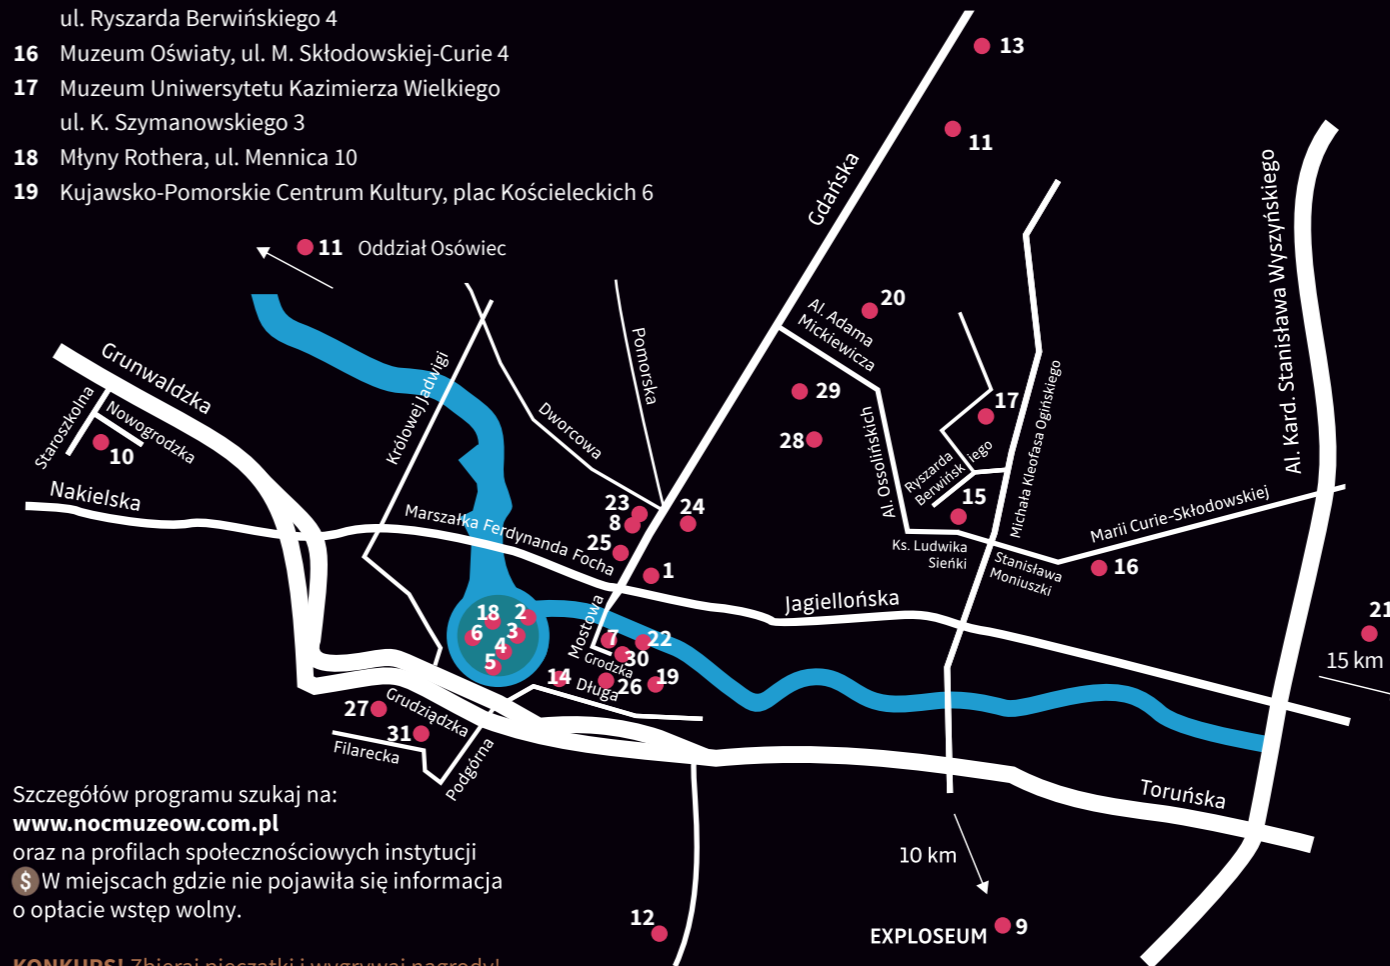 ul. Ryszarda Berwińskiego 4
16 Muzeum Oświaty, ul. M. Skłodowskiej-Curie 4
17 Muzeum Uniwersytetu Kazimierza Wielkiego
ul. K. Szymanowskiego 3
18 Młyny Rothera, ul. Mennica 10
19 Kujawsko-Pomorskie Centrum Kultury, plac Kościeleckich 6
11 Oddział Osówiec
13
11
Gdańska
Al. Kard. Stanisława Wyszyńskiego
20
Al. Adama
Mickiewicza
Pomorska
Królowej Jadwigi
Grunwaldzka
Staroszkolna
Nowogrodzka
10
Dworcowa
29
28
17
Al. Ossolińskich
Michała Kleofasa Ogińskiego
Ryszarda
Berwińskiego
15
Nakielska
Marszałka Ferdynanda Focha
23
8
24
25
1
Marii Curie-Skłodowskiej
Ks. Ludwika
Sieńki
Stanisława
Moniuszki
16
Jagiellońska
21
15 km
18
2
6
3
4
5
Mostowa
7
22
30
Grodzka
14
Długa
26
19
27
Grudziądzka
31
Filarecka
Podgórna
Toruńska
Szczegółów programu szukaj na:
www.nocmuzeow.com.pl
oraz na profilach społecznościowych instytucji
$ W miejscach gdzie nie pojawiła się informacja
o opłacie wstęp wolny.
10 km
12
EXPLOSEUM 9
KONKURS! Zbieraj pieczątki i wygrywaj nagrody!